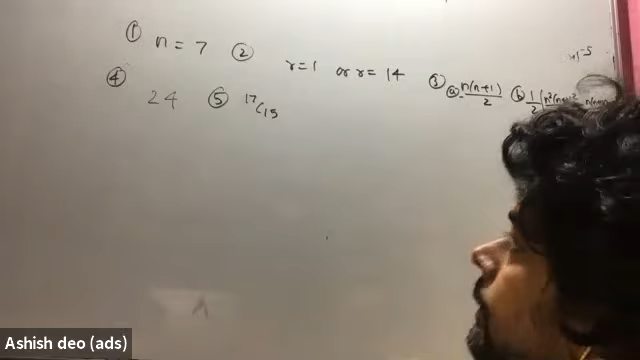 ① n = 7 ② r = 1 or r = 14 ③ ⓐ n(n+1)/2 ⓑ
④ 24 ⑤ ¹⁷C₁₅
Ashish deo (ads)